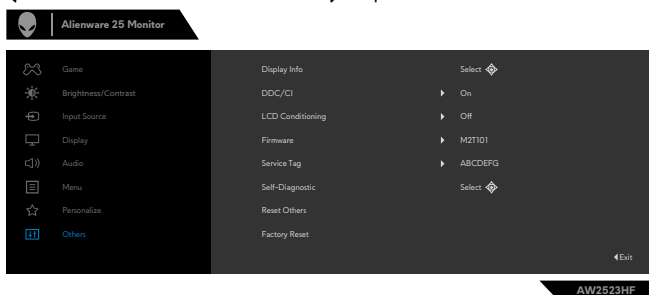 Alienware 25 Monitor
Game
Brightness/Contrast
Input Source
Display
Audio
Menu
Personalize
Others
Display Info Select
DDC/CI On
LCD Conditioning Off
Firmware M2T101
Service Tag ABCDEFG
Self-Diagnostic Select
Reset Others
Factory Reset
Exit
AW2523HF